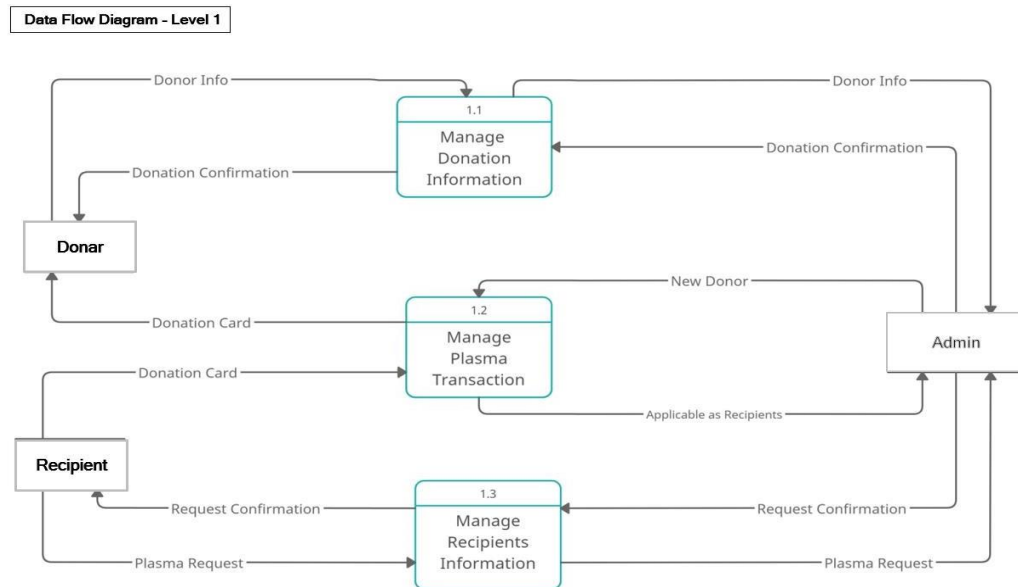 Data Flow Diagram - Level 1
Donor Info
Donor Info
1.1
Manage
Donation
Information
Donation Confirmation
Donation Confirmation
Donar
New Donor
1.2
Manage
Plasma
Transaction
Donation Card
Admin
Donation Card
Applicable as Recipients
Recipient
1.3
Manage
Recipients
Information
Request Confirmation
Request Confirmation
Plasma Request
Plasma Request